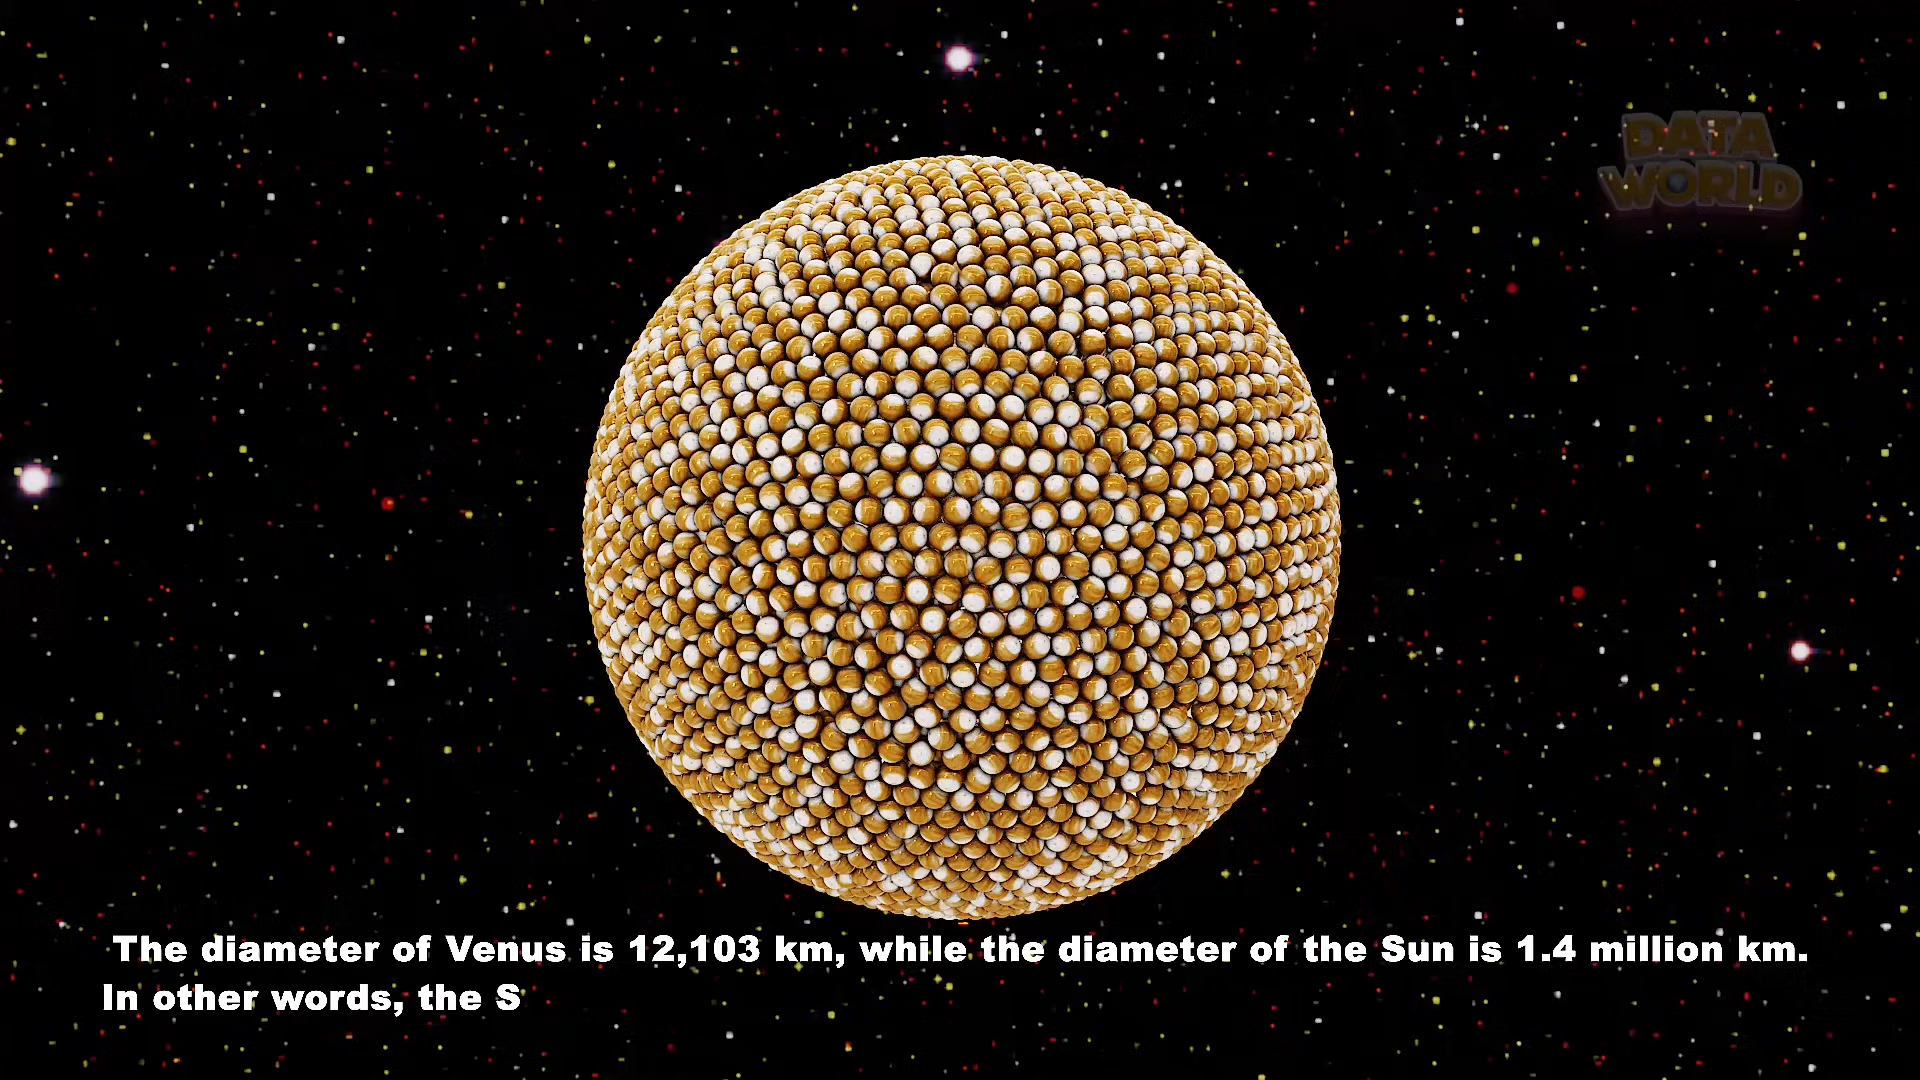 DATA
WORLD
The diameter of Venus is 12,103 km, while the diameter of the Sun is 1.4 million km.
In other words, the S